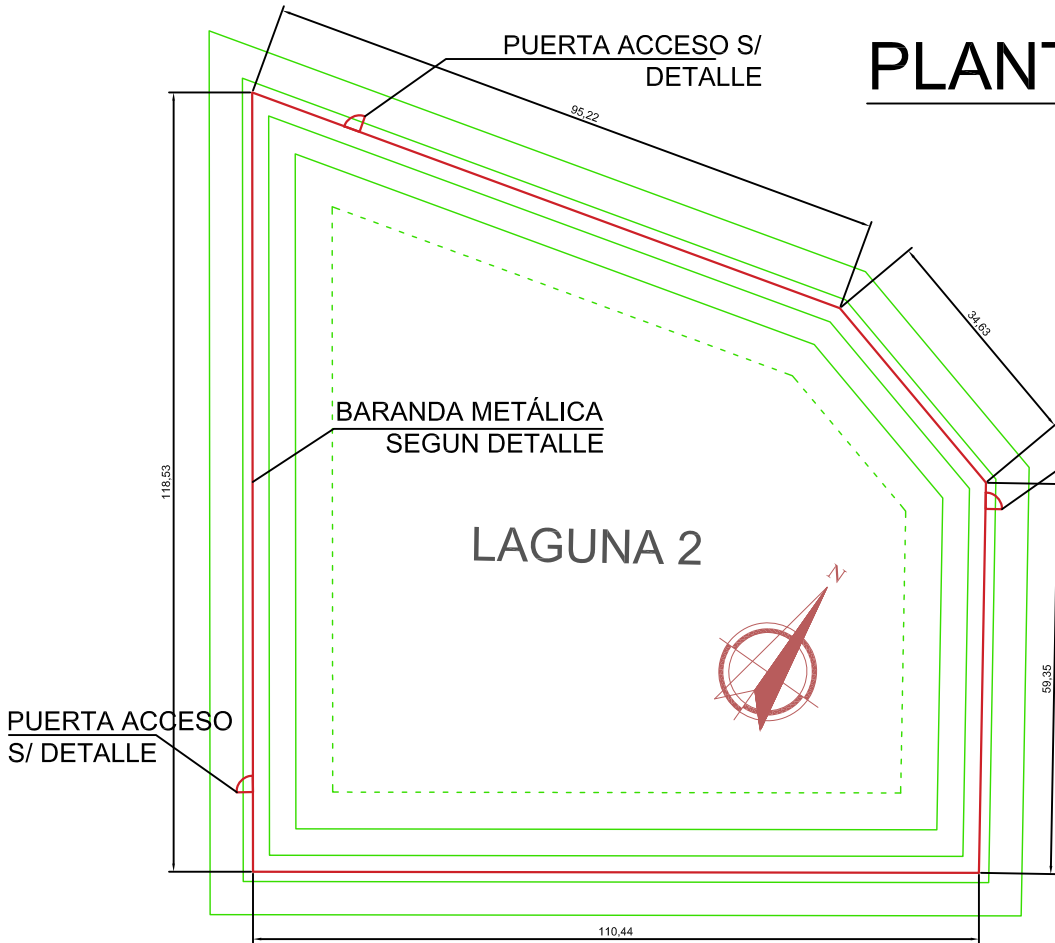 PUERTA ACCESO S/
DETALLE
PLANT
95,22
34,63
BARANDA METÁLICA
SEGUN DETALLE
118,53
LAGUNA 2
N
59,35
PUERTA ACCESO
S/ DETALLE
110,44